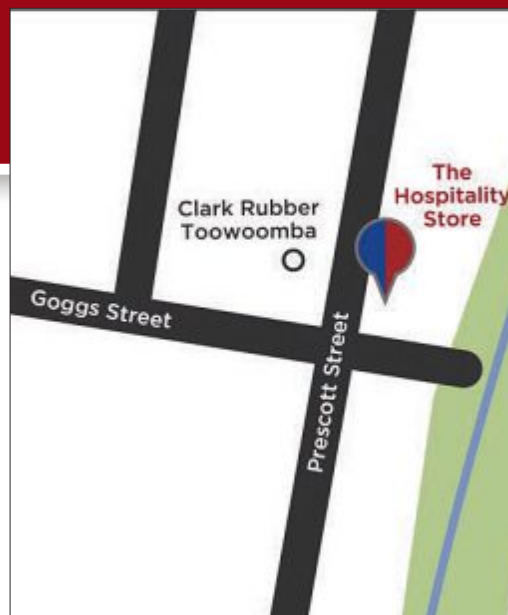 The
Hospitality
Store
Clark Rubber
Toowoomba
Goggs Street
Prescott Street